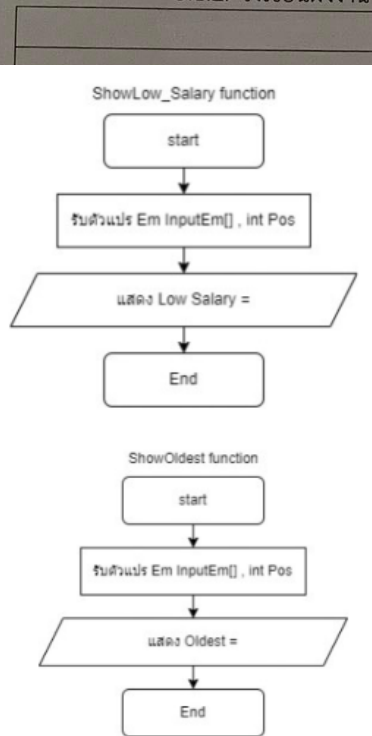 ShowLow_Salary function
start
รับตัวแปร Em InputEm[] , int Pos
แสดง Low Salary =
End
ShowOldest function
start
รับตัวแปร Em InputEm[] , int Pos
แสดง Oldest =
End